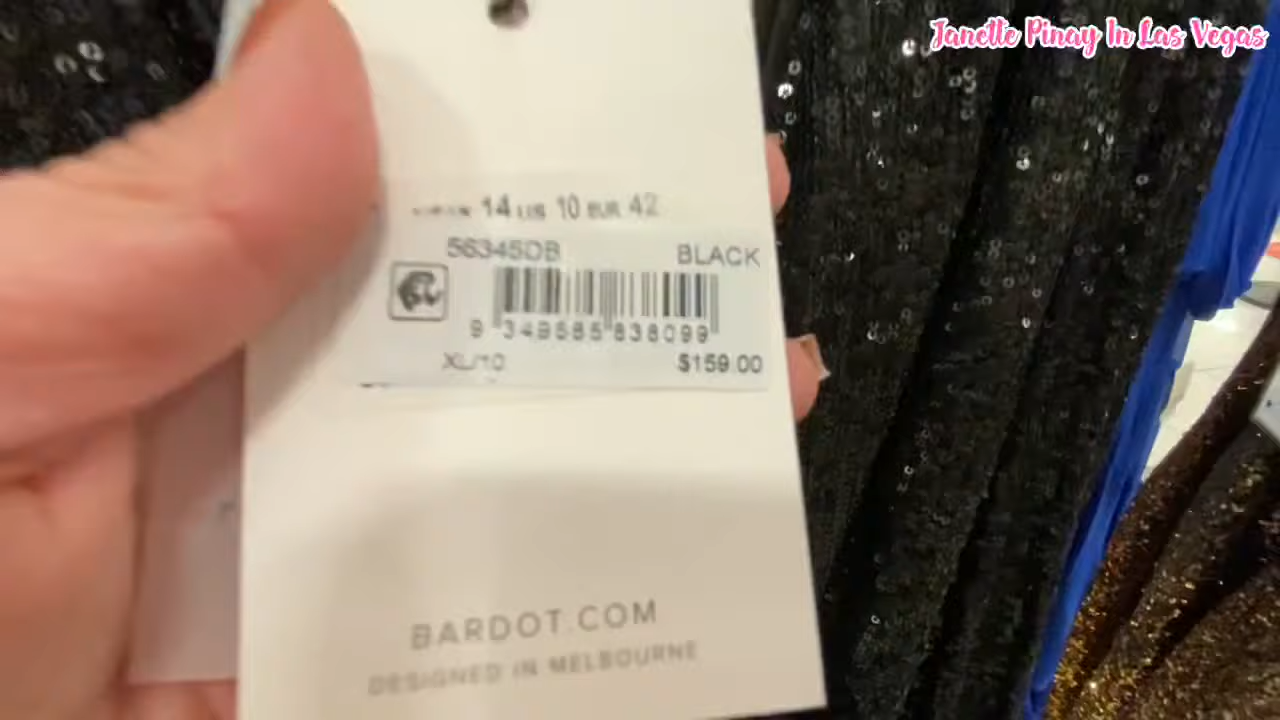 Janette Pinay In Las Vegas
14 US 10 EUR 42
56345DB BLACK
9 349585 838099
XL/10 $159.00
BARDOT.COM
DESIGNED IN MELBOURNE